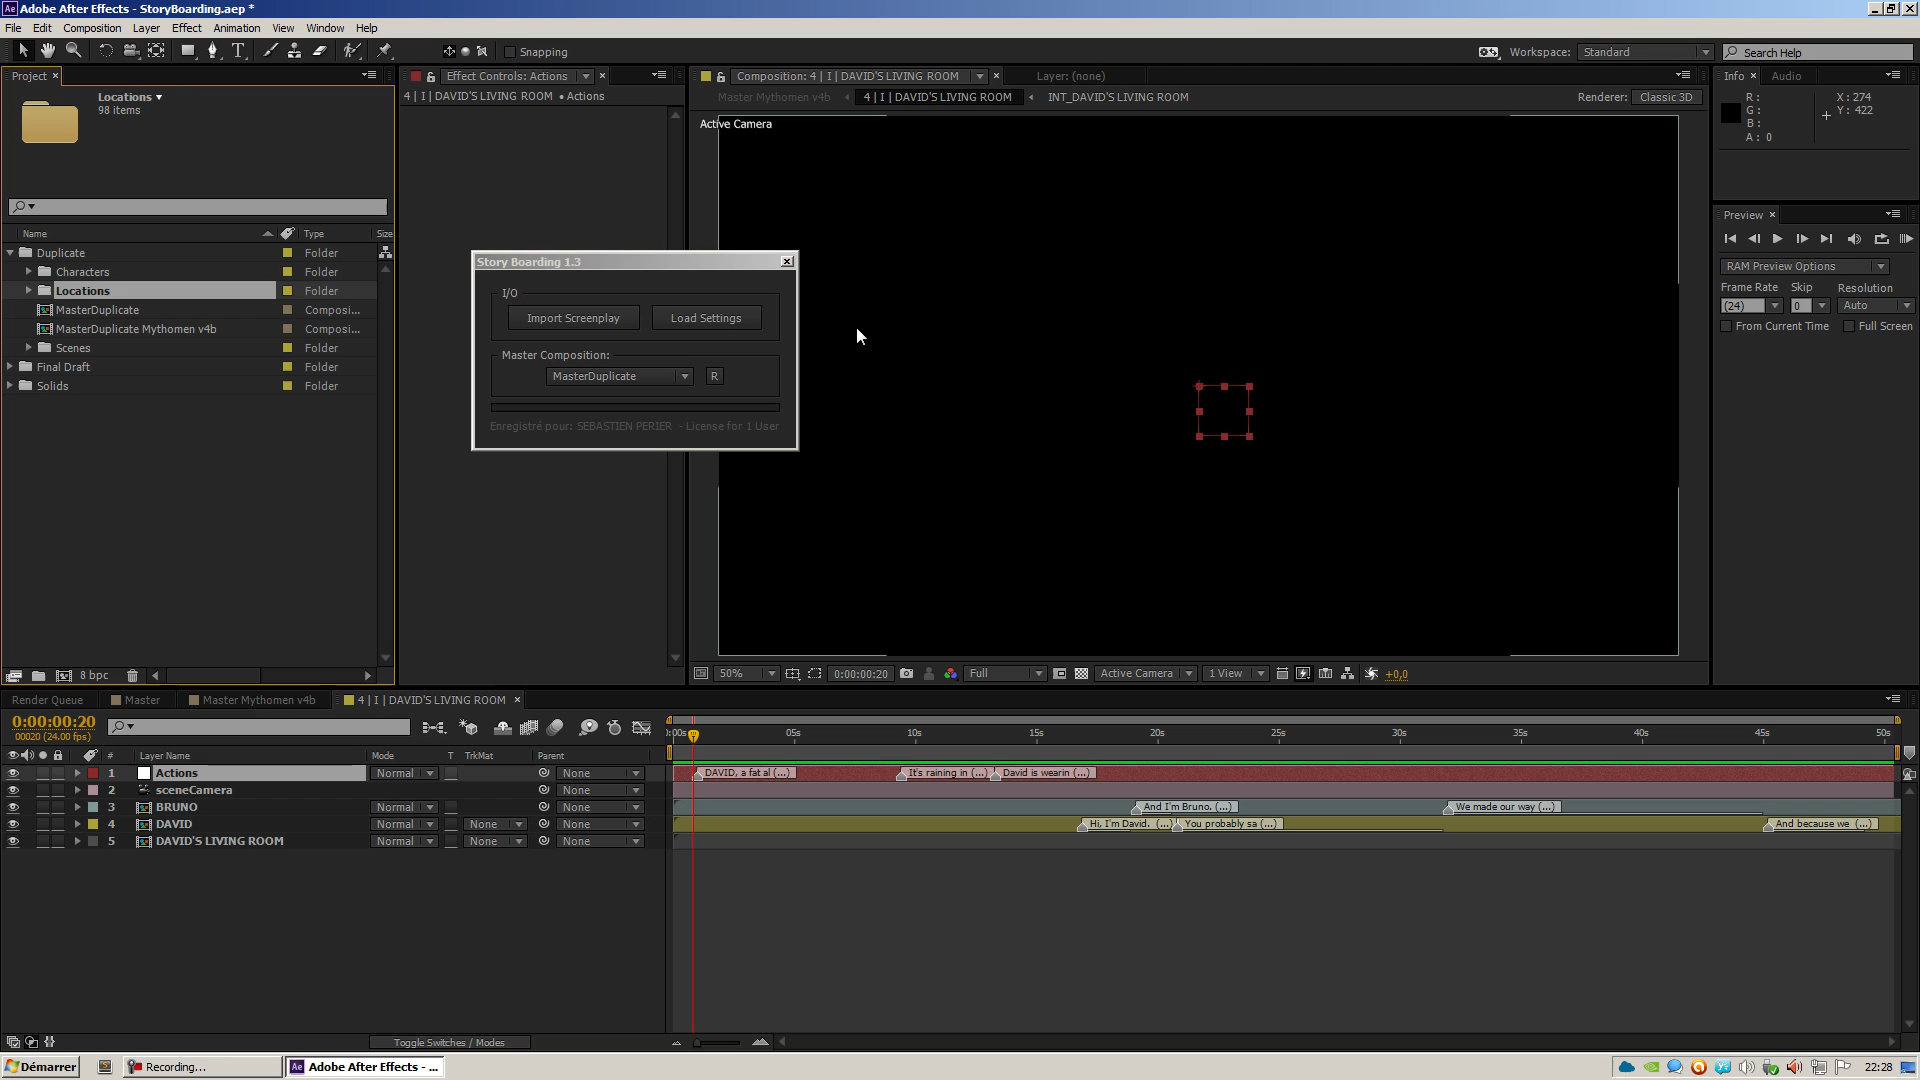 Adobe After Effects - StoryBoarding.aep *
File Edit Composition Layer Effect Animation View Window Help
Snapping
Workspace: Standard
Search Help
Project
Locations
98 items
Name Type Size
Duplicate Folder
Characters Folder
Locations Folder
MasterDuplicate Composi...
MasterDuplicate Mythomen v4b Composi...
Scenes Folder
Final Draft Folder
Solids Folder
8 bpc
Effect Controls: Actions
4 | I | DAVID'S LIVING ROOM • Actions
Composition: 4 | I | DAVID'S LIVING ROOM
Layer: (none)
Master Mythomen v4b
4 | I | DAVID'S LIVING ROOM
INT_DAVID'S LIVING ROOM
Renderer: Classic 3D
Active Camera
Story Boarding 1.3
I/O
Import Screenplay
Load Settings
Master Composition:
MasterDuplicate
R
Enregistré pour: SEBASTIEN PERIER - License for 1 User
50%
0:00:00:20
Full
Active Camera
1 View
+0,0
Info
Audio
R :
G :
B :
A : 0
X : 274
Y : 422
Preview
RAM Preview Options
Frame Rate Skip Resolution
(24) 0 Auto
From Current Time Full Screen
Render Queue
Master
Master Mythomen v4b
4 | I | DAVID'S LIVING ROOM
0:00:00:20
00020 (24.00 fps)
# Layer Name Mode T TrkMat Parent
1 Actions Normal None
2 sceneCamera None
3 BRUNO Normal None
4 DAVID Normal None None
5 DAVID'S LIVING ROOM Normal None None
):00s 05s 10s 15s 20s 25s 30s 35s 40s 45s 50s
DAVID, a fat al (...) It's raining in (...) David is wearin (...)
And I'm Bruno. (...) We made our way (...)
Hi, I'm David. (...) You probably sa (...) And because we (...)
Toggle Switches / Modes
Démarrer
Recording...
Adobe After Effects - ...
22:28